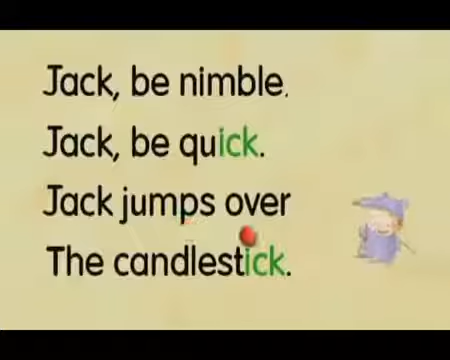 Jack, be nimble.
Jack, be quick.
Jack jumps over
The candlestick.